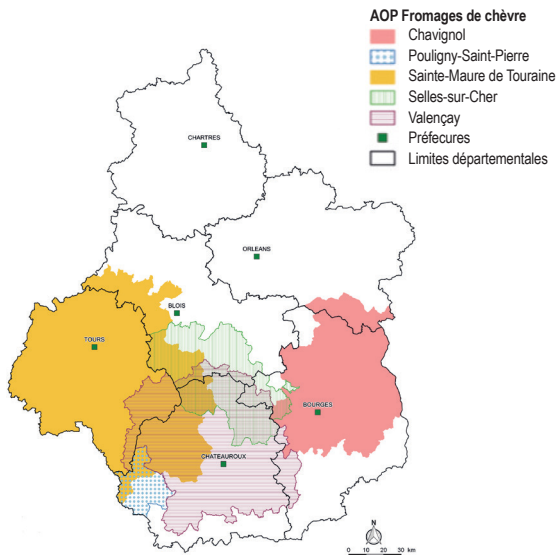 AOP Fromages de chèvre
Chavignol
Pouligny-Saint-Pierre
Sainte-Maure de Touraine
Selles-sur-Cher
Valençay
Préfecures
Limites départementales
CHARTRES
ORLEANS
BLOIS
TOURS
BOURGES
CHATEAUROUX
N
0 10 20 30 km